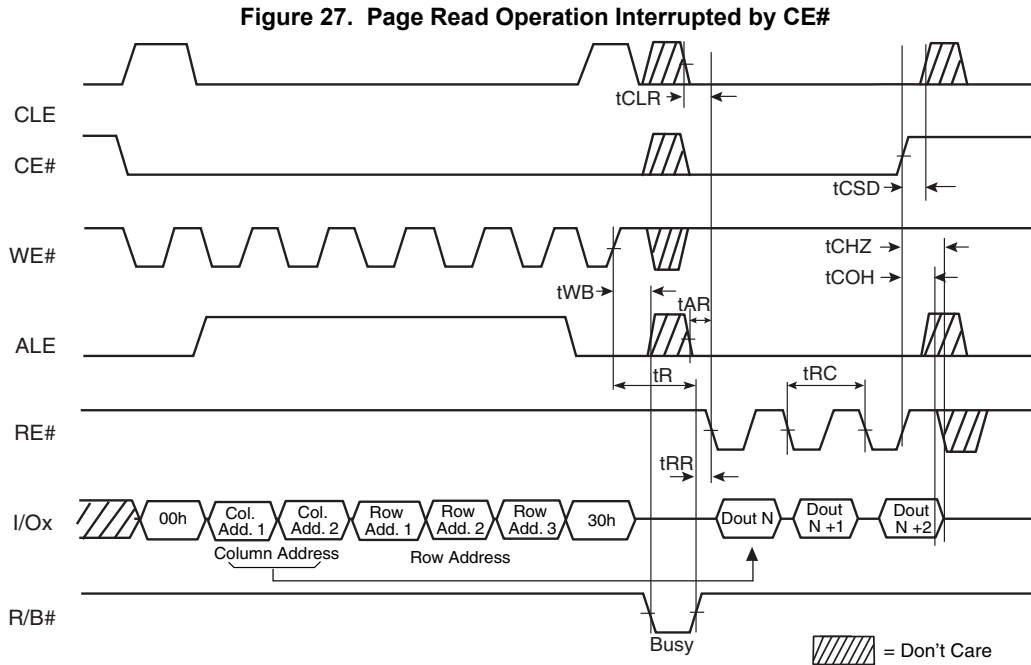 Figure 27. Page Read Operation Interrupted by CE#
CLE
tCLR
CE#
tCSD
WE#
tCHZ
tCOH
tWB
tAR
ALE
tR
tRC
RE#
tRR
I/Ox
00h
Col. Add. 1
Col. Add. 2
Row Add. 1
Row Add. 2
Row Add. 3
30h
Dout N
Dout N +1
Dout N +2
Column Address
Row Address
R/B#
Busy
= Don't Care